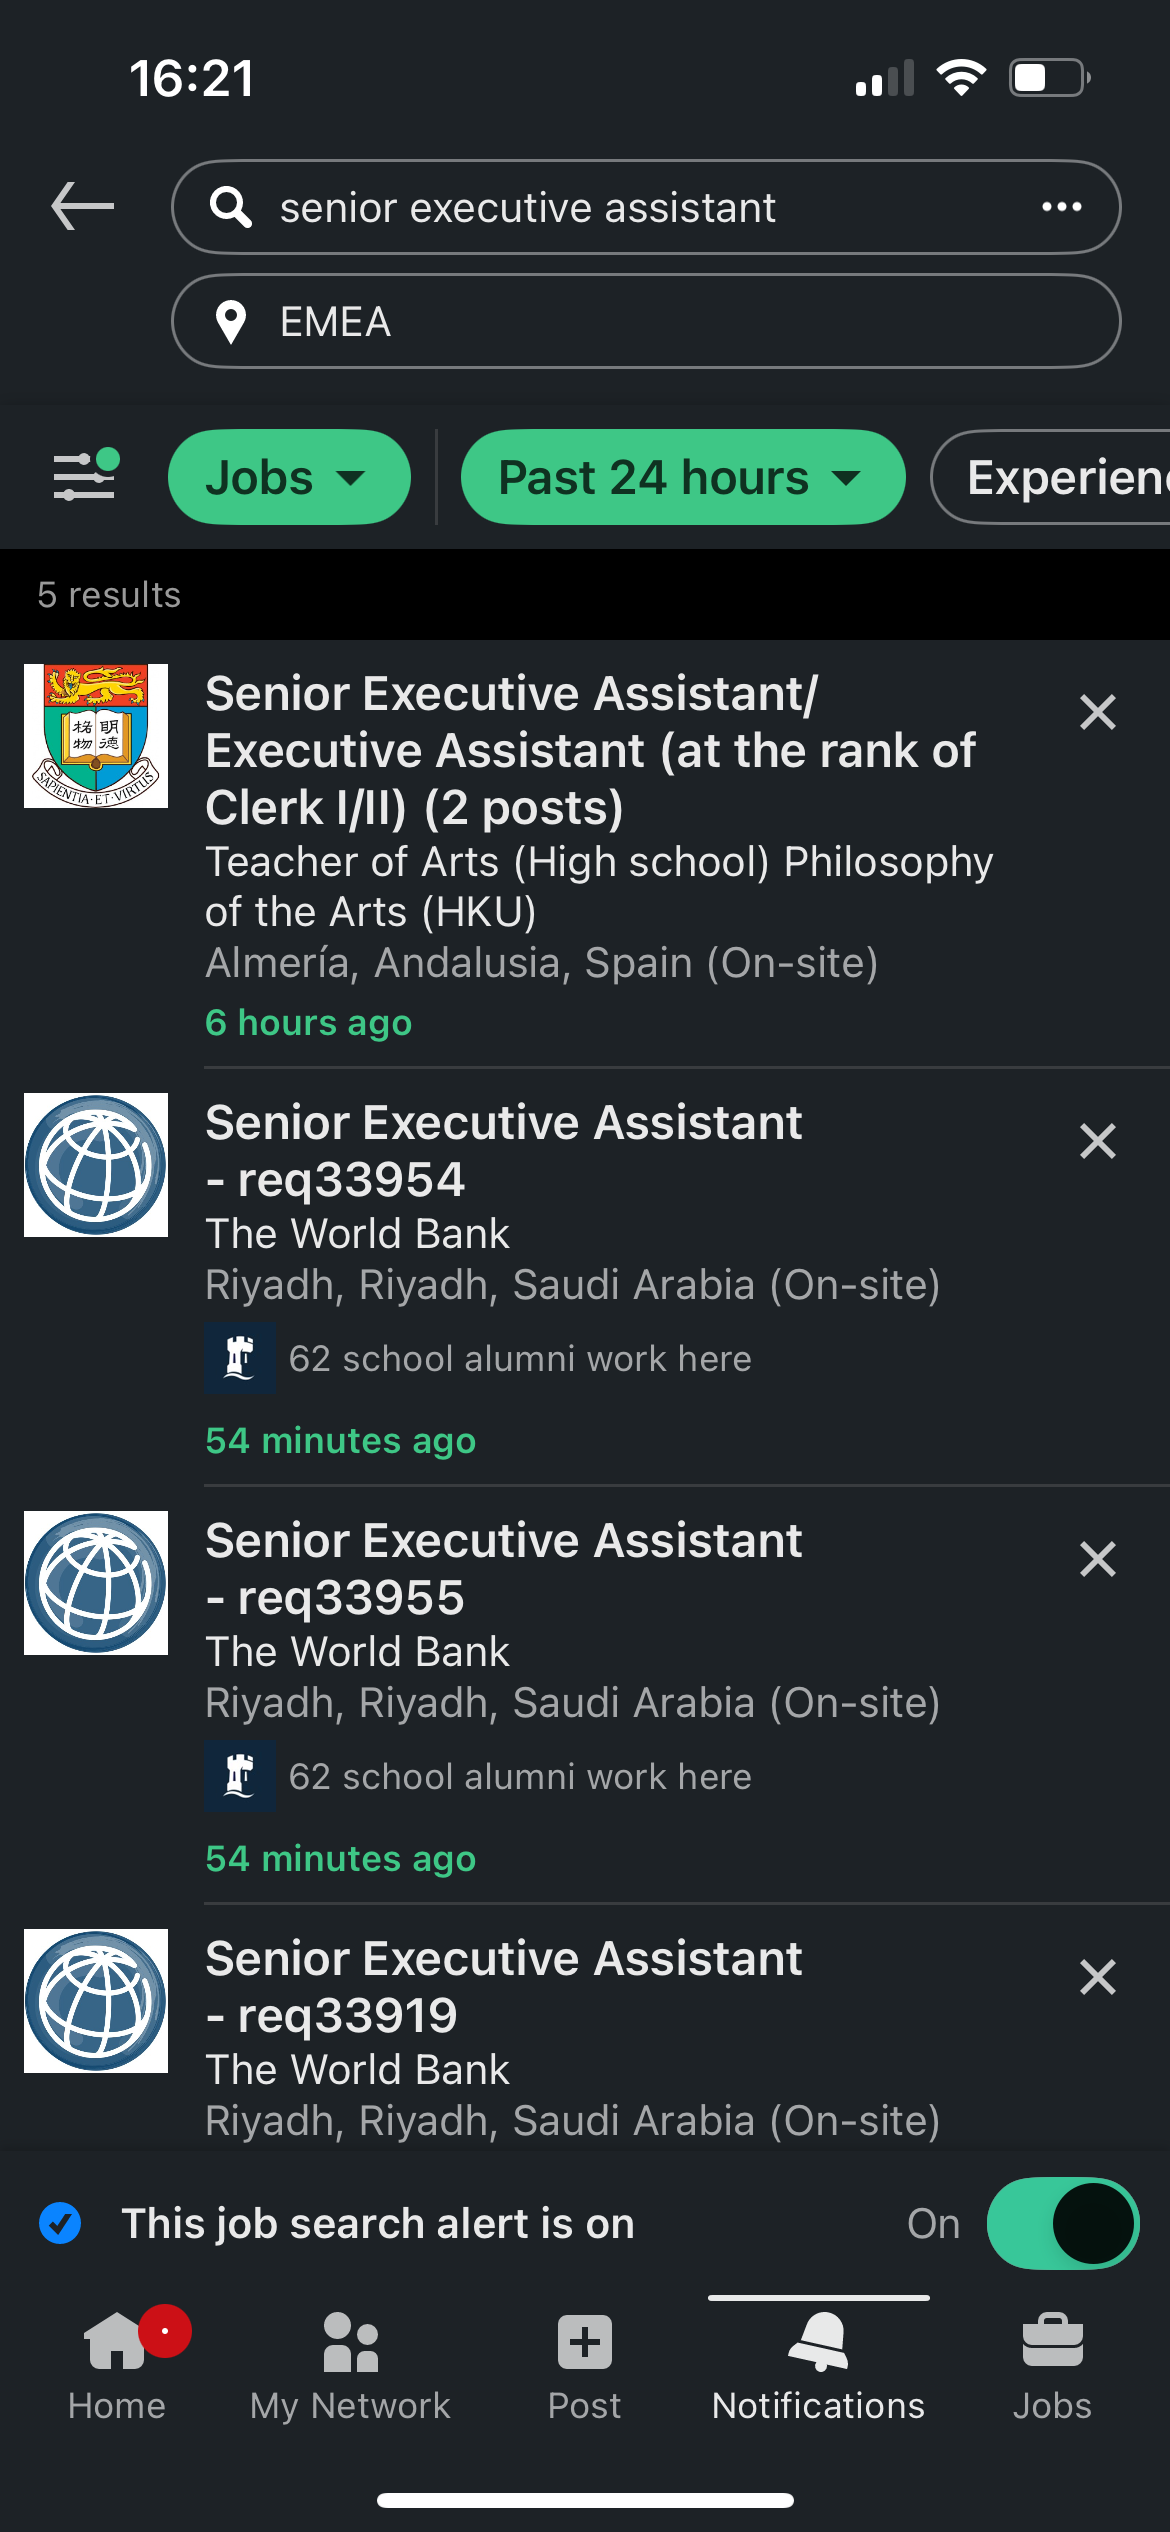 16:21
senior executive assistant
EMEA
Jobs
Past 24 hours
Experienc
5 results
格 明
物 德
SAPIENTIA·ET·VIRTUS
Senior Executive Assistant/
Executive Assistant (at the rank of
Clerk I/II) (2 posts)
Teacher of Arts (High school) Philosophy
of the Arts (HKU)
Almería, Andalusia, Spain (On-site)
6 hours ago
Senior Executive Assistant
- req33954
The World Bank
Riyadh, Riyadh, Saudi Arabia (On-site)
62 school alumni work here
54 minutes ago
Senior Executive Assistant
- req33955
The World Bank
Riyadh, Riyadh, Saudi Arabia (On-site)
62 school alumni work here
54 minutes ago
Senior Executive Assistant
- req33919
The World Bank
Riyadh, Riyadh, Saudi Arabia (On-site)
This job search alert is on
On
Home
My Network
Post
Notifications
Jobs